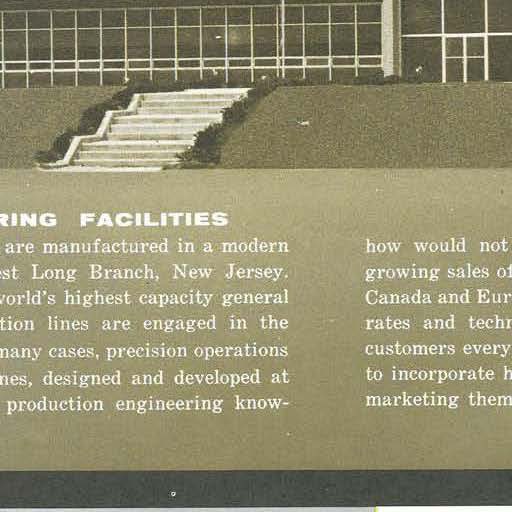 RING FACILITIES
are manufactured in a modern
est Long Branch, New Jersey.
world's highest capacity general
tion lines are engaged in the
many cases, precision operations
nes, designed and developed at
production engineering know-
how would not
growing sales of
Canada and Eur
rates and techn
customers every
to incorporate h
marketing them